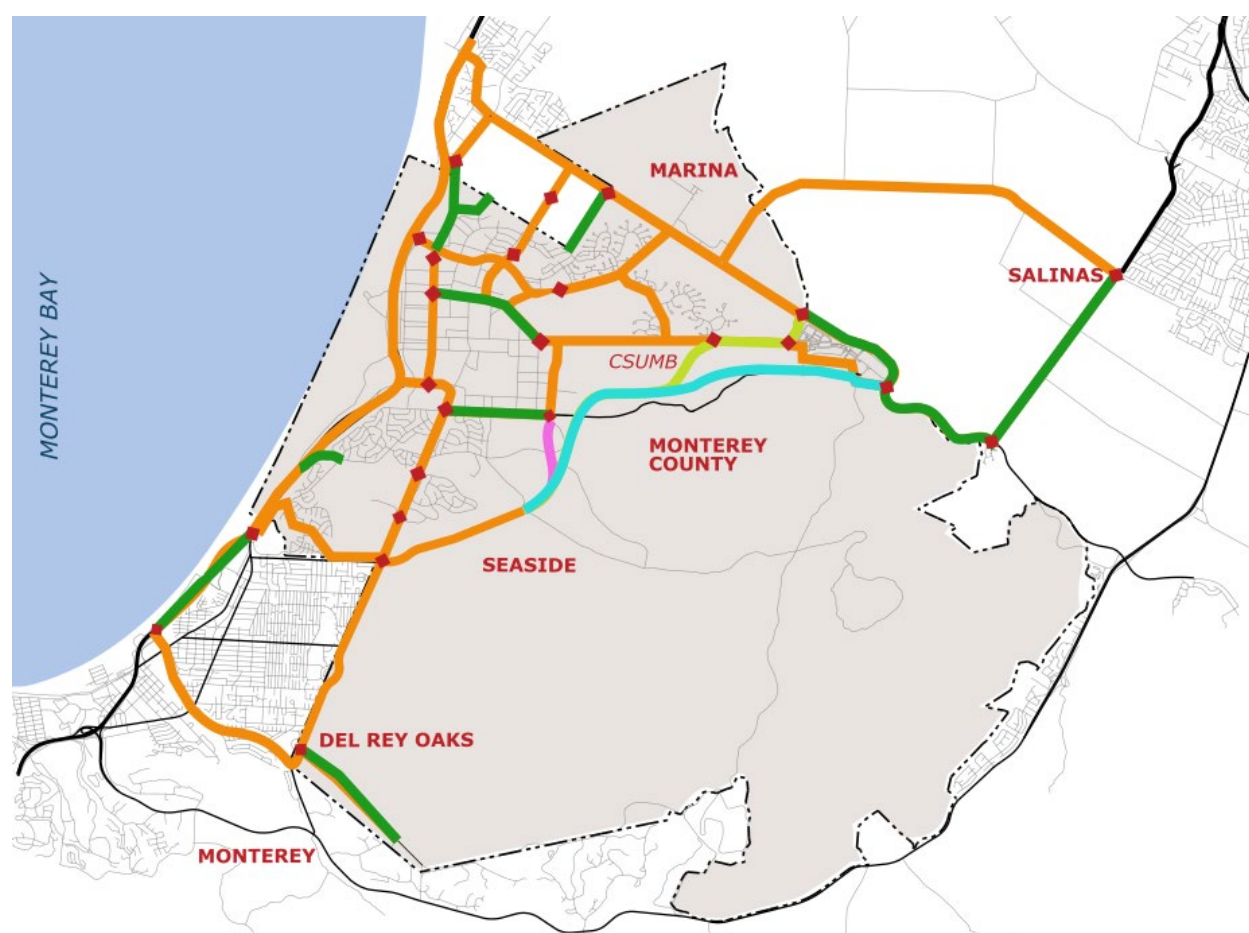 MARINA
MONTEREY BAY
SALINAS
CSUMB
MONTEREY
COUNTY
SEASIDE
DEL REY OAKS
MONTEREY